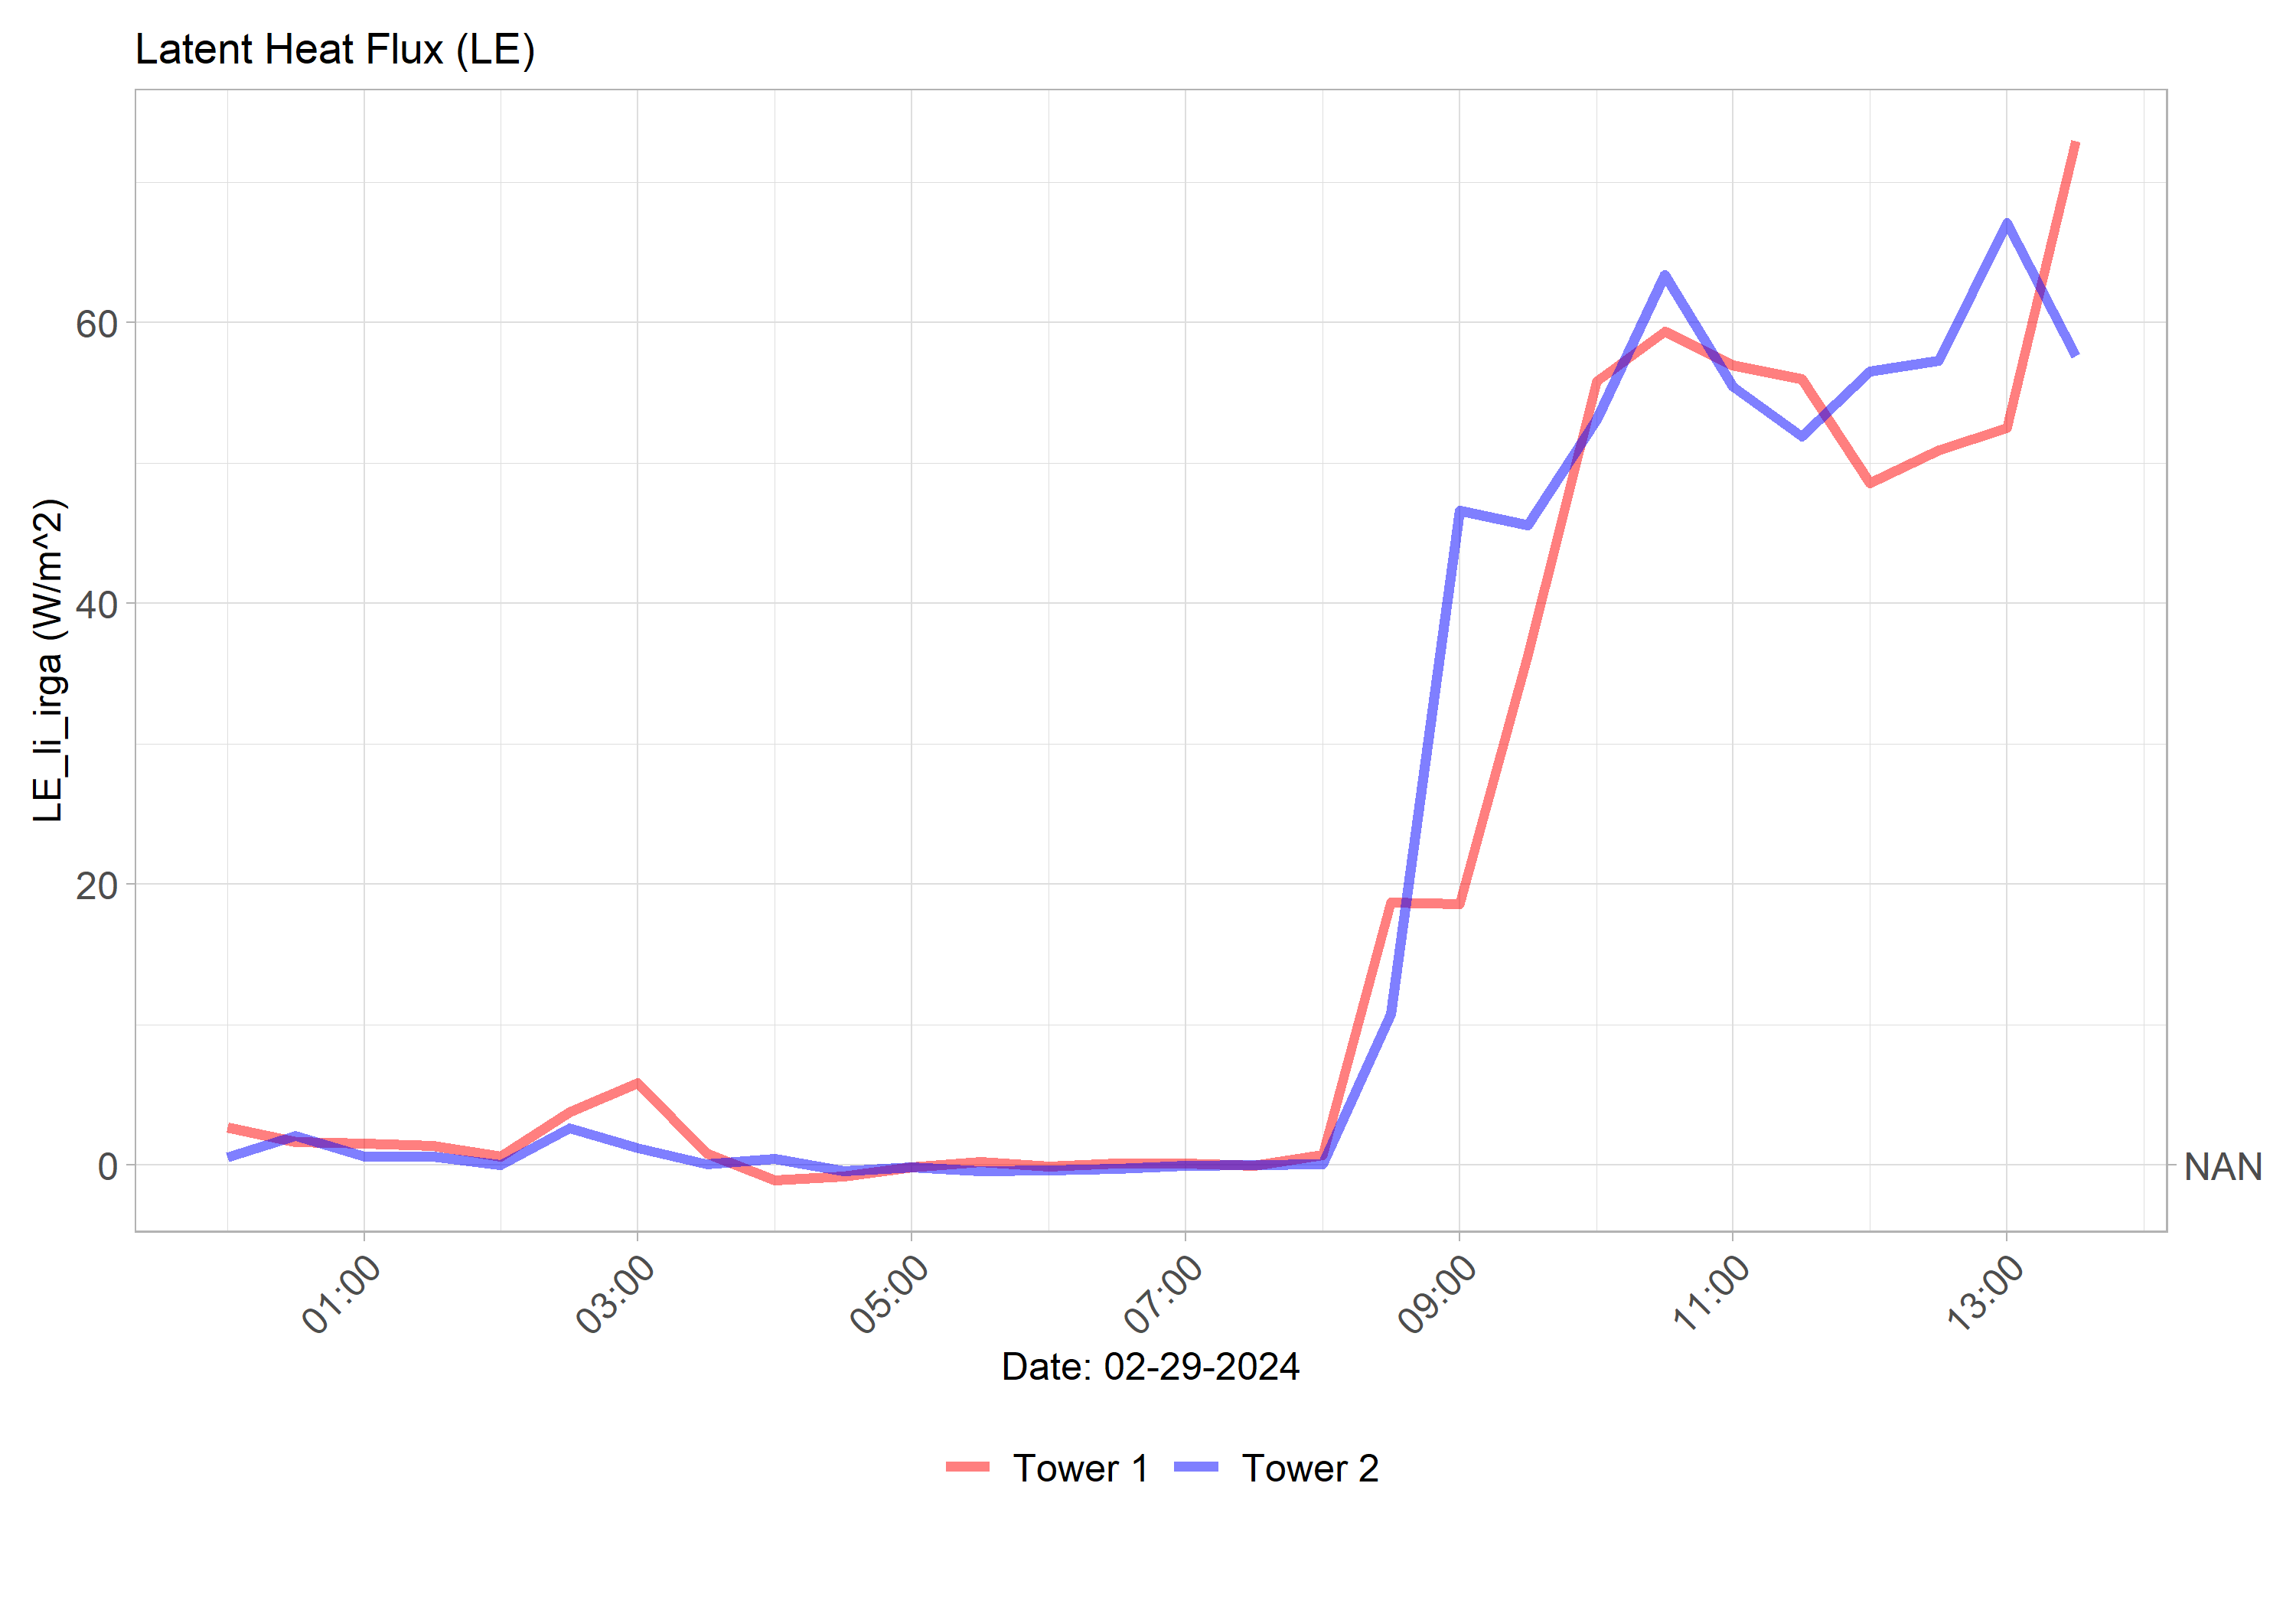 Latent Heat Flux (LE)
LE_li_irga (W/m^2)
60
40
20
0
NAN
01:00
03:00
05:00
07:00
09:00
11:00
13:00
Date: 02-29-2024
Tower 1
Tower 2